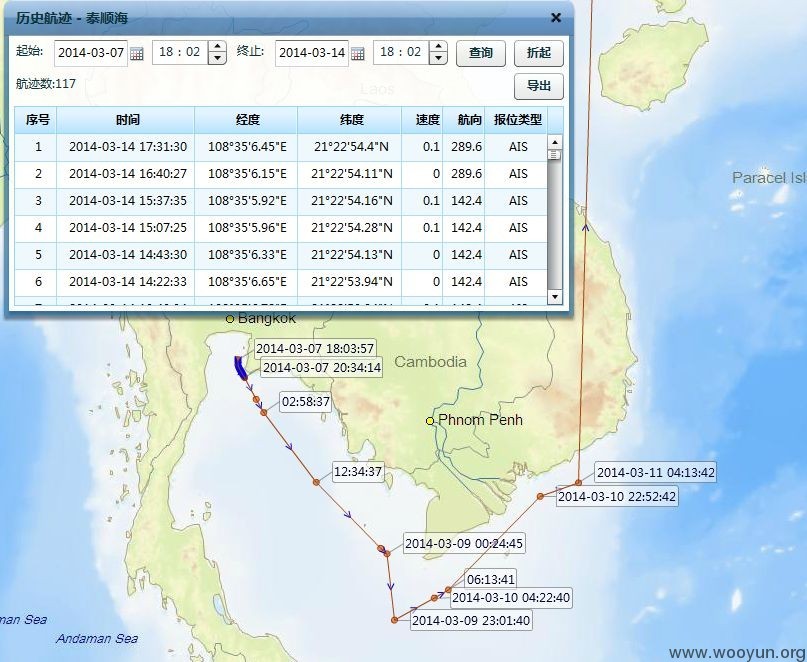 历史航迹 - 泰顺海
起始: 2014-03-07 18 : 02 终止: 2014-03-14 18 : 02 查询 折起
航迹数:117 导出
Laos
序号 时间 经度 纬度 速度 航向 报位类型
1 2014-03-14 17:31:30 108°35'6.45"E 21°22'54.4"N 0.1 289.6 AIS
2 2014-03-14 16:40:27 108°35'6.15"E 21°22'54.11"N 0 289.6 AIS
3 2014-03-14 15:37:35 108°35'5.92"E 21°22'54.16"N 0.1 142.4 AIS
4 2014-03-14 15:07:25 108°35'5.96"E 21°22'54.28"N 0.1 142.4 AIS
5 2014-03-14 14:43:30 108°35'6.33"E 21°22'54.13"N 0 142.4 AIS
6 2014-03-14 14:22:33 108°35'6.65"E 21°22'53.94"N 0 142.4 AIS
Paracel Isl
Bangkok
2014-03-07 18:03:57
2014-03-07 20:34:14
Cambodia
02:58:37
Phnom Penh
12:34:37
2014-03-11 04:13:42
2014-03-10 22:52:42
2014-03-09 00:24:45
06:13:41
2014-03-10 04:22:40
2014-03-09 23:01:40
man Sea
Andaman Sea
www.wooyun.org